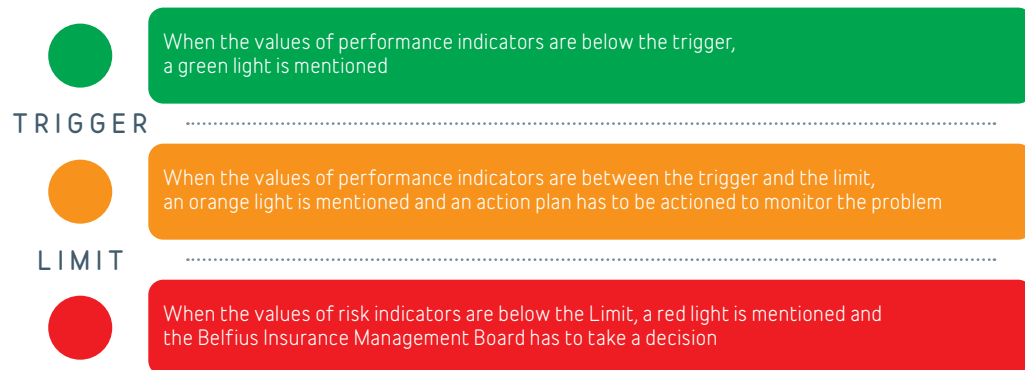 When the values of performance indicators are below the trigger,
a green light is mentioned
TRIGGER
When the values of performance indicators are between the trigger and the limit,
an orange light is mentioned and an action plan has to be actioned to monitor the problem
LIMIT
When the values of risk indicators are below the Limit, a red light is mentioned and
the Belfius Insurance Management Board has to take a decision